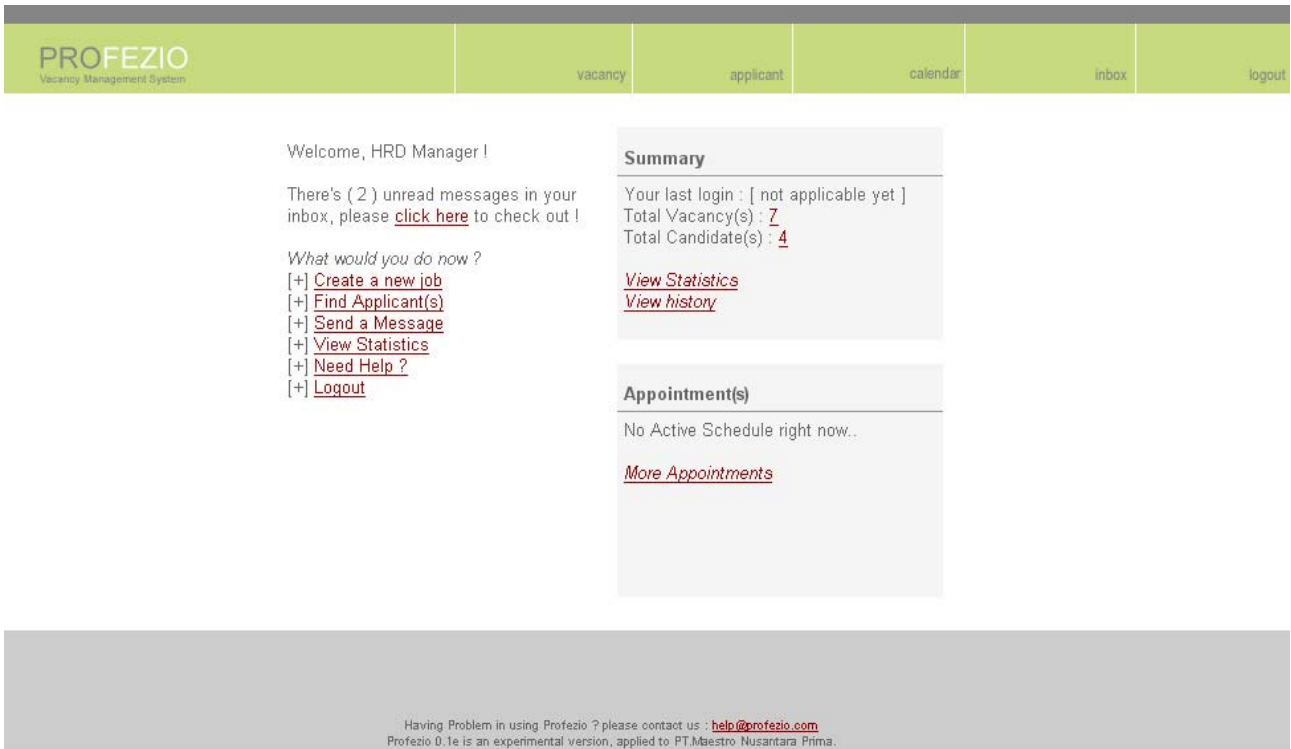 PROFEZIO
Vacancy Management System
vacancy
applicant
calendar
inbox
logout
Welcome, HRD Manager !
There's ( 2 ) unread messages in your
inbox, please click here to check out !
What would you do now ?
[+] Create a new job
[+] Find Applicant(s)
[+] Send a Message
[+] View Statistics
[+] Need Help ?
[+] Logout
Summary
Your last login : [ not applicable yet ]
Total Vacancy(s) : 7
Total Candidate(s) : 4
View Statistics
View history
Appointment(s)
No Active Schedule right now..
More Appointments
Having Problem in using Profezio ? please contact us : help@profezio.com
Profezio 0.1e is an experimental version, applied to PT.Maestro Nusantara Prima.